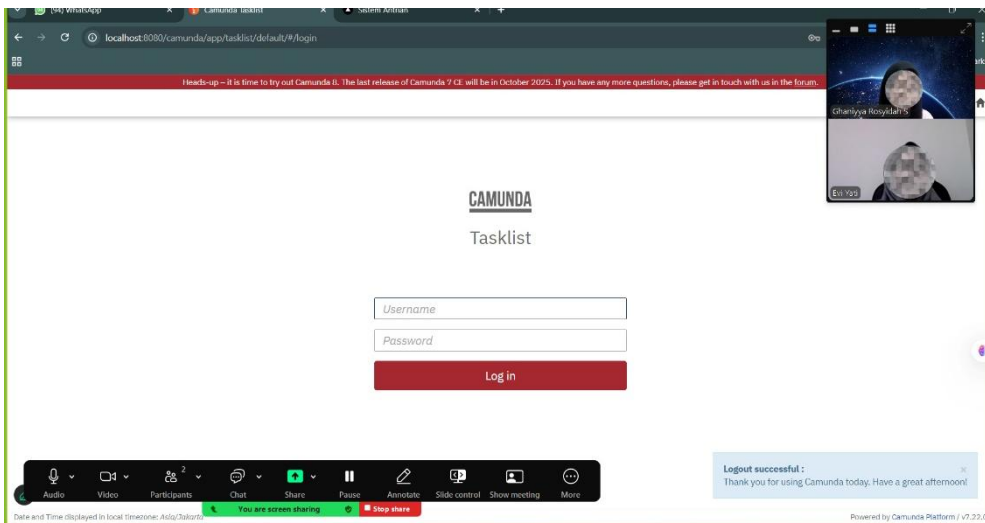 (94) WhatsApp
Camunda Tasklist
Sistem Antrian
localhost:8080/camunda/app/tasklist/default/#/login
Heads-up – it is time to try out Camunda 8. The last release of Camunda 7 CE will be in October 2025. If you have any more questions, please get in touch with us in the forum.
Ghaniyya Rosyidah S
Evi Yati
CAMUNDA
Tasklist
Username
Password
Log in
Logout successful :
Thank you for using Camunda today. Have a great afternoon!
2
Audio
Video
Participants
Chat
Share
Pause
Annotate
Slide control
Show meeting
More
You are screen sharing
Stop share
Date and Time displayed in local timezone: Asia/Jakarta
Powered by Camunda Platform / v7.22.0